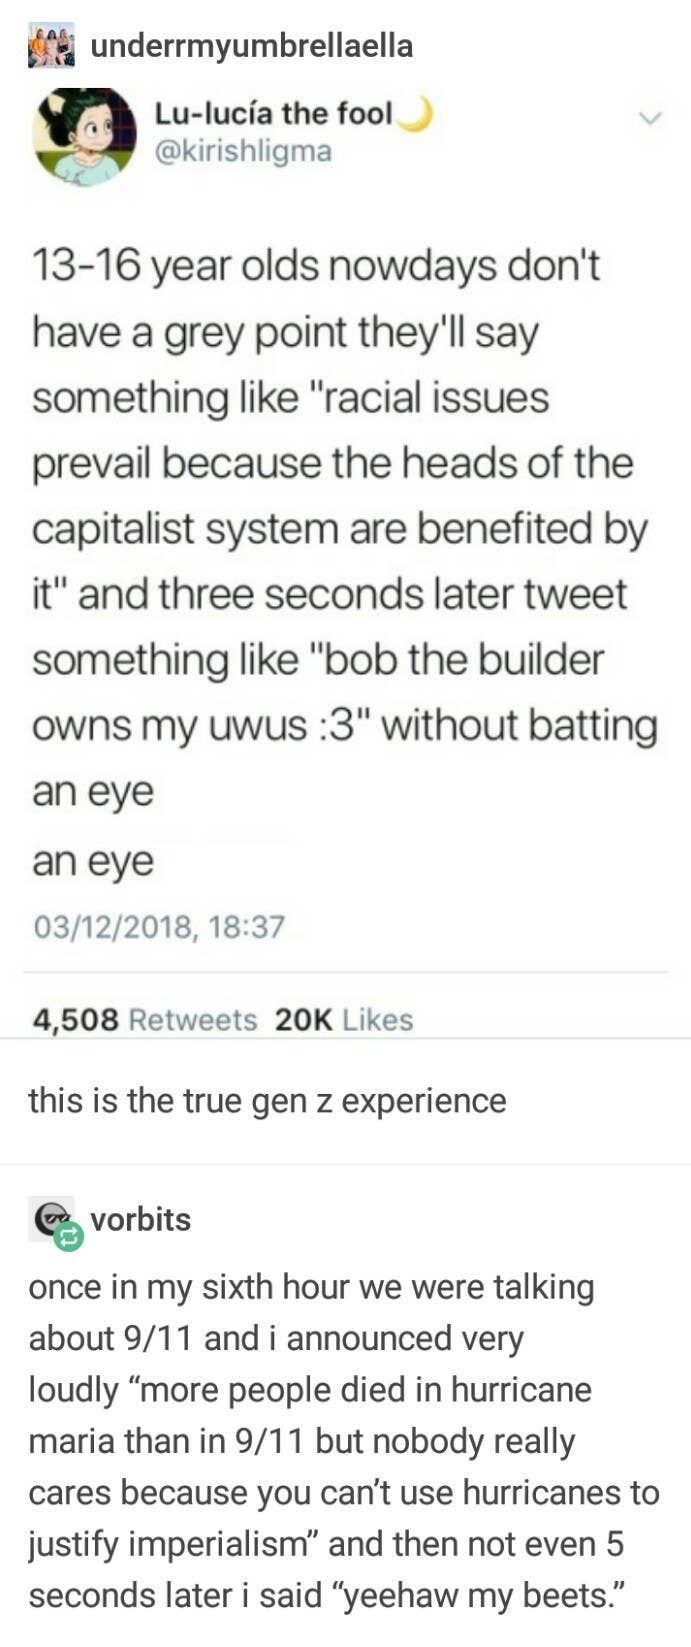 underrmyumbrellaella
Lu-lucía the fool🌙
@kirishligma
13-16 year olds nowdays don't
have a grey point they'll say
something like "racial issues
prevail because the heads of the
capitalist system are benefited by
it" and three seconds later tweet
something like "bob the builder
owns my uwus :3" without batting
an eye
an eye
03/12/2018, 18:37
4,508 Retweets 20K Likes
this is the true gen z experience
vorbits
once in my sixth hour we were talking
about 9/11 and i announced very
loudly “more people died in hurricane
maria than in 9/11 but nobody really
cares because you can’t use hurricanes to
justify imperialism” and then not even 5
seconds later i said “yeehaw my beets.”